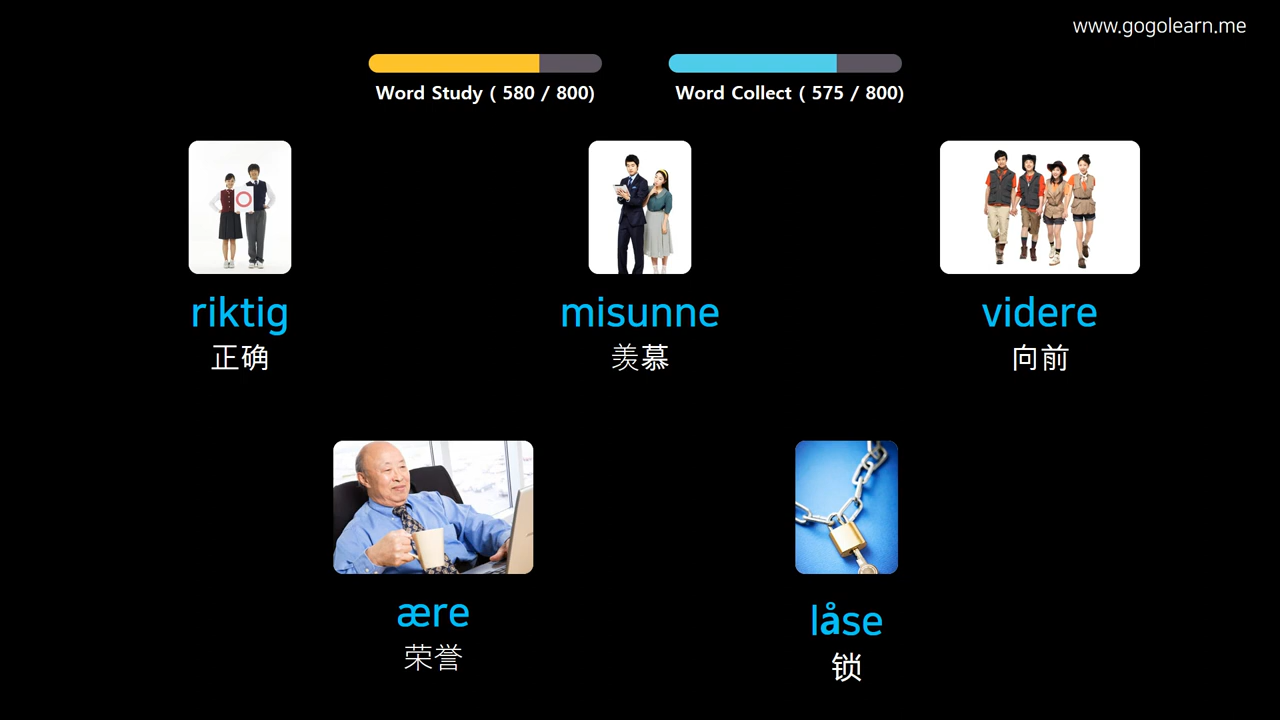 www.gogolearn.me
Word Study ( 580 / 800)
Word Collect ( 575 / 800)
riktig
正确
misunne
羡慕
videre
向前
ære
荣誉
låse
锁